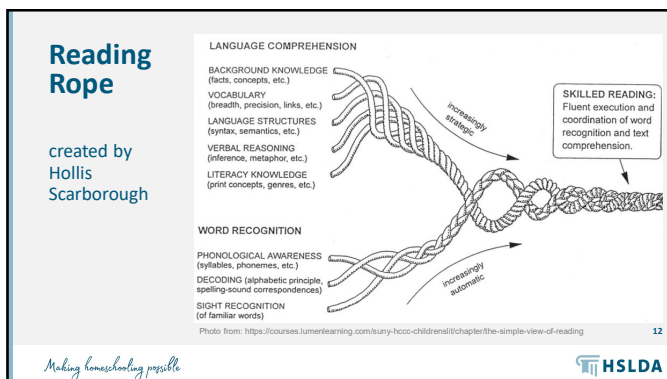 Reading
Rope
created by
Hollis
Scarborough
LANGUAGE COMPREHENSION
BACKGROUND KNOWLEDGE
(facts, concepts, etc.)
VOCABULARY
(breadth, precision, links, etc.)
LANGUAGE STRUCTURES
(syntax, semantics, etc.)
VERBAL REASONING
(inference, metaphor, etc.)
LITERACY KNOWLEDGE
(print concepts, genres, etc.)
increasingly
strategic
SKILLED READING:
Fluent execution and
coordination of word
recognition and text
comprehension.
WORD RECOGNITION
PHONOLOGICAL AWARENESS
(syllables, phonemes, etc.)
DECODING (alphabetic principle,
spelling-sound correspondences)
SIGHT RECOGNITION
(of familiar words)
increasingly
automatic
Photo from: https://courses.lumenlearning.com/suny-hccc-childrenslit/chapter/the-simple-view-of-reading
12
Making homeschooling possible
HSLDA